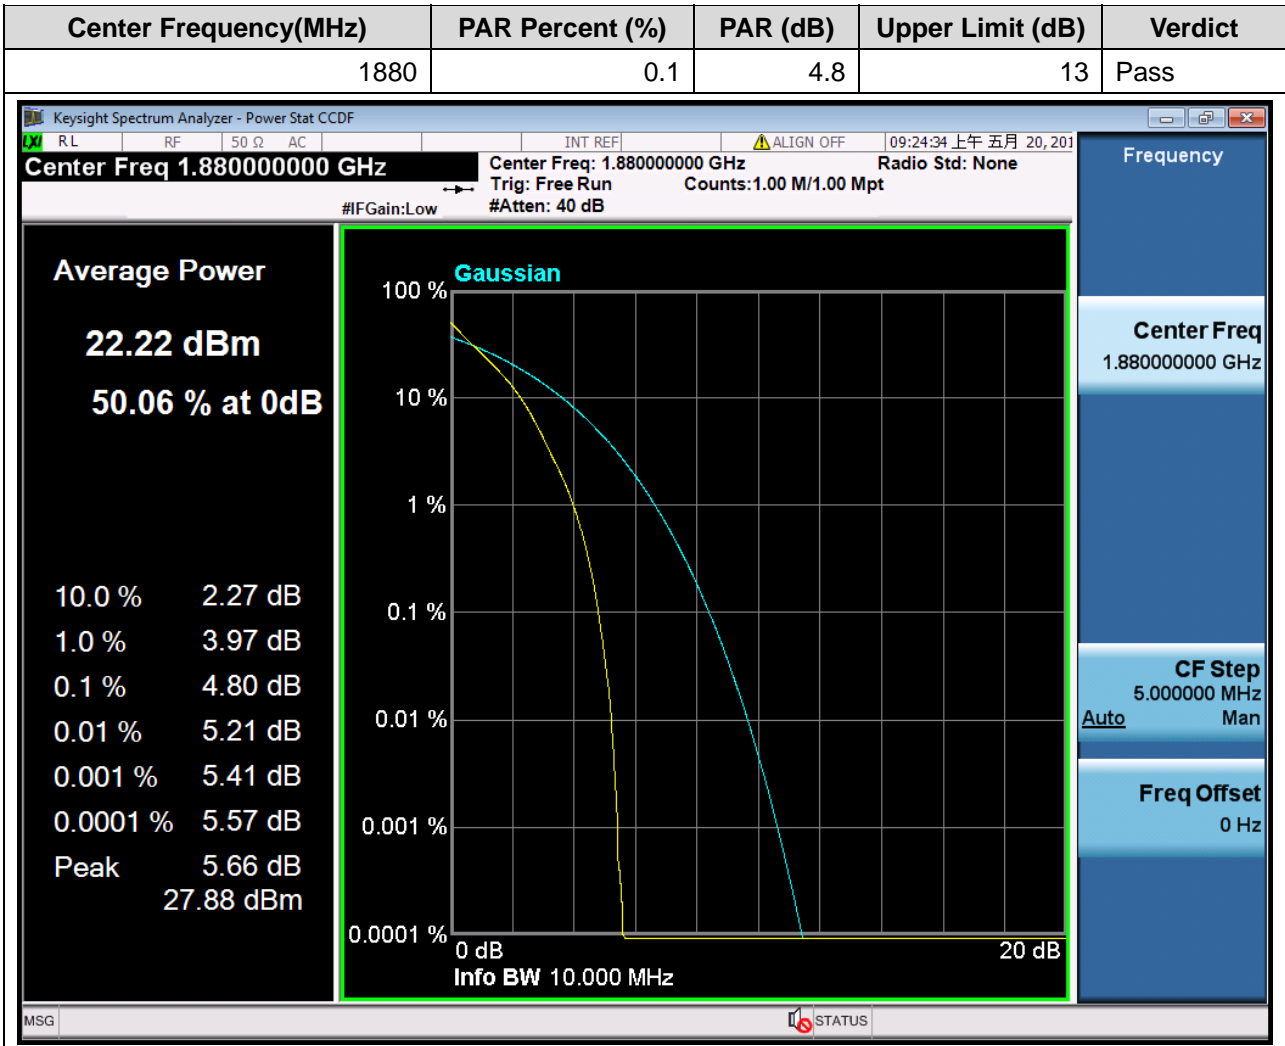 Center Frequency(MHz) PAR Percent (%) PAR (dB) Upper Limit (dB) Verdict
1880 0.1 4.8 13 Pass
Keysight Spectrum Analyzer - Power Stat CCDF
LXI RL RF 50 Ω AC INT REF ALIGN OFF 09:24:34 上午 五月 20, 201
Center Freq 1.880000000 GHz
Center Freq: 1.880000000 GHz Radio Std: None
Trig: Free Run Counts:1.00 M/1.00 Mpt
#IFGain:Low #Atten: 40 dB
Average Power
22.22 dBm
50.06 % at 0dB
10.0 % 2.27 dB
1.0 % 3.97 dB
0.1 % 4.80 dB
0.01 % 5.21 dB
0.001 % 5.41 dB
0.0001 % 5.57 dB
Peak 5.66 dB
27.88 dBm
Gaussian
100 %
10 %
1 %
0.1 %
0.01 %
0.001 %
0.0001 %
0 dB 20 dB
Info BW 10.000 MHz
Frequency
Center Freq
1.880000000 GHz
CF Step
5.000000 MHz
Auto Man
Freq Offset
0 Hz
MSG STATUS